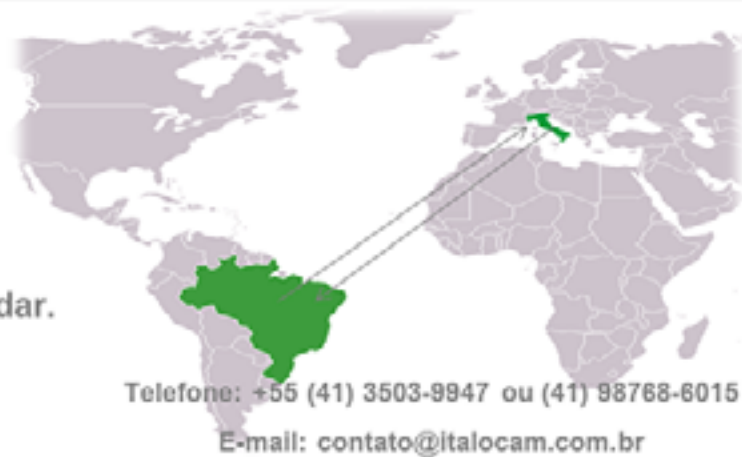 dar.
Telefone: +55 (41) 3503-9947 ou (41) 98768-6015
E-mail: contato@italocam.com.br